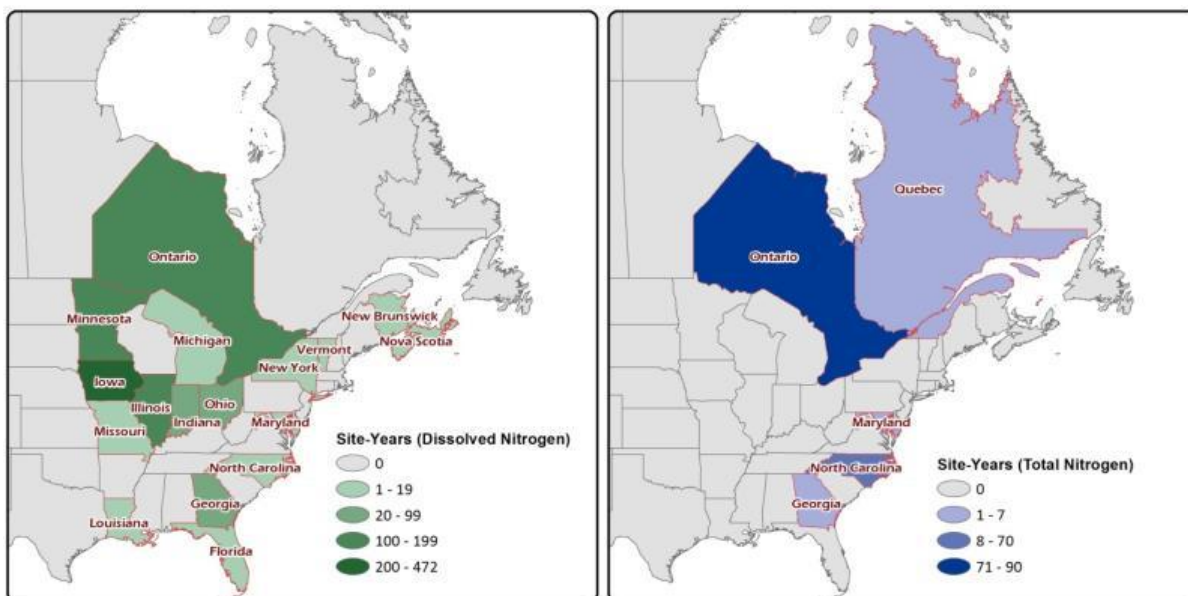 Ontario
Minnesota
Michigan
New Brunswick
Nova Scotia
Vermont
New York
Iowa
Illinois
Indiana
Ohio
Missouri
Maryland
North Carolina
Georgia
Louisiana
Florida
Site-Years (Dissolved Nitrogen)
0
1 - 19
20 - 99
100 - 199
200 - 472
Quebec
Ontario
Maryland
North Carolina
Georgia
Site-Years (Total Nitrogen)
0
1 - 7
8 - 70
71 - 90